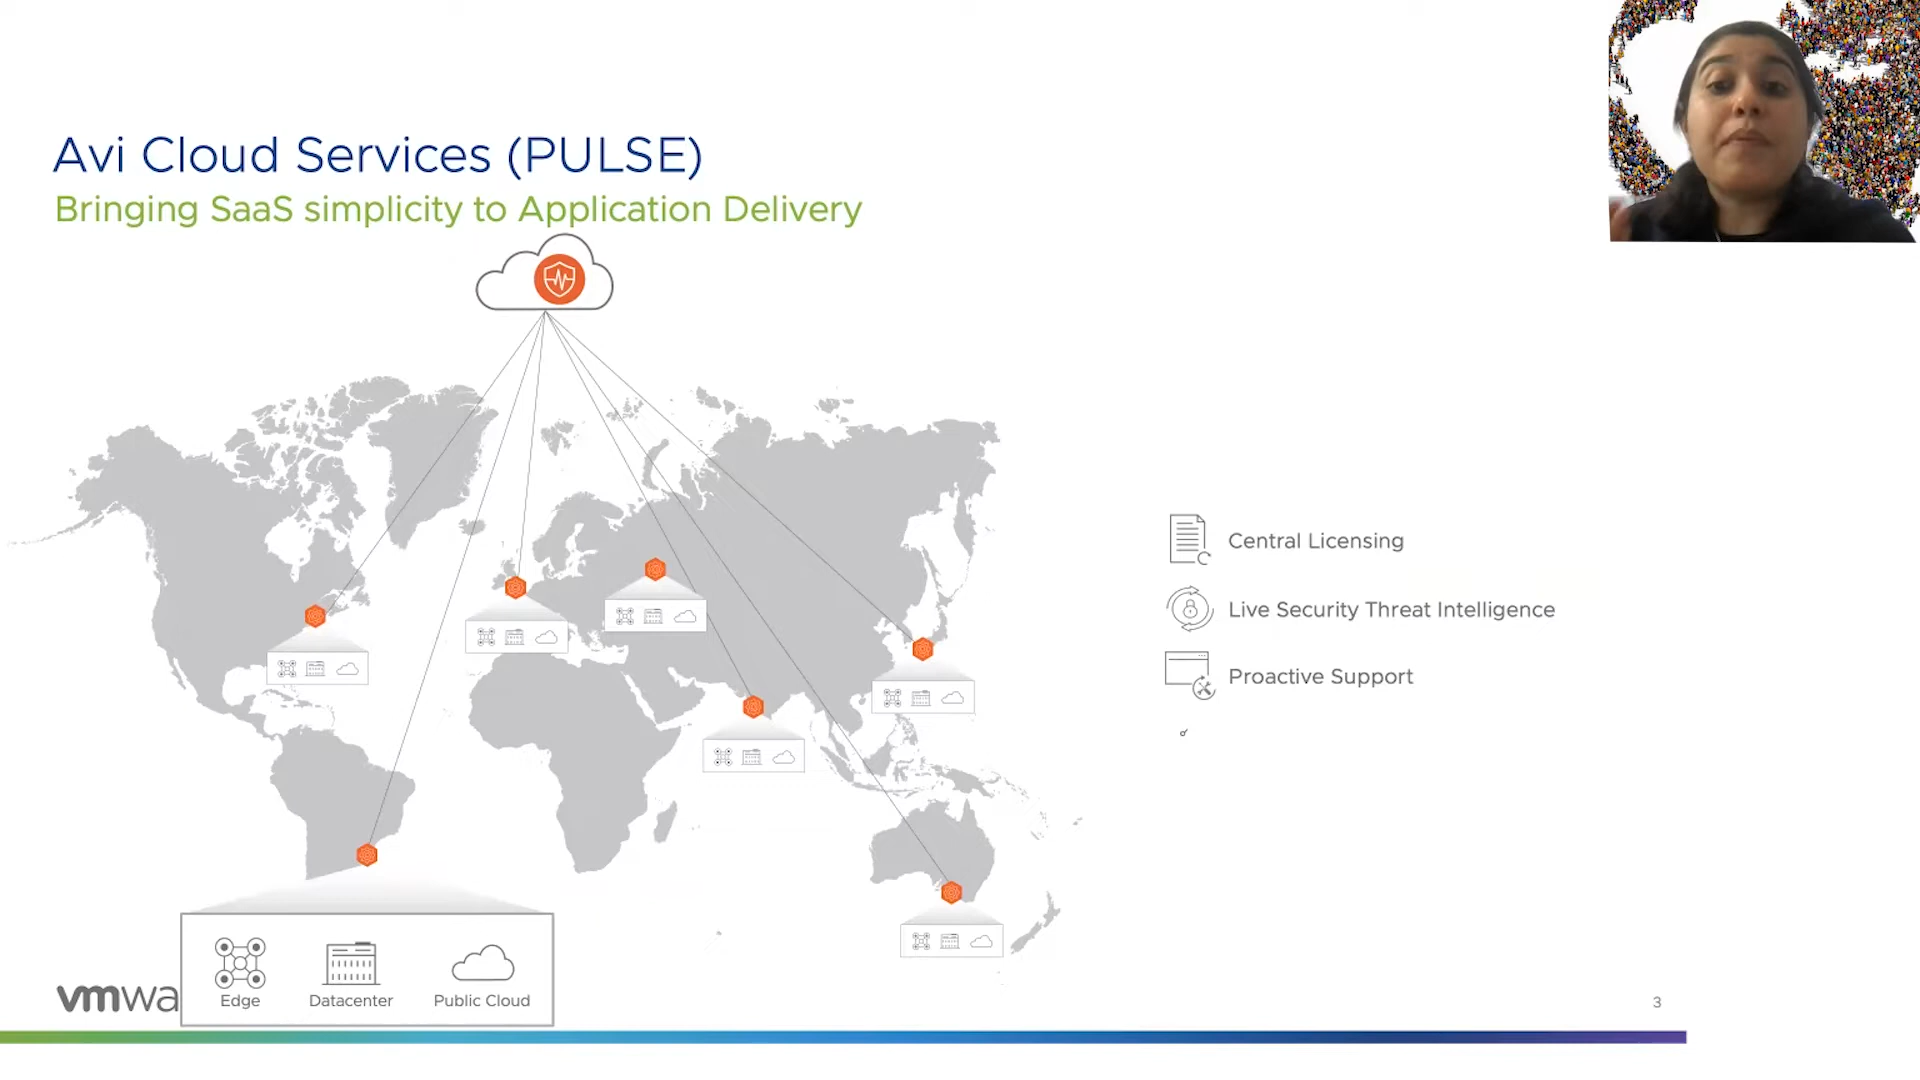 Avi Cloud Services (PULSE)
Bringing SaaS simplicity to Application Delivery
Central Licensing
Live Security Threat Intelligence
Proactive Support
Edge
Datacenter
Public Cloud
vmwa
3